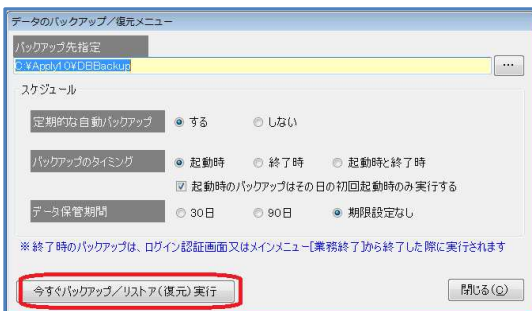 データのバックアップ／復元メニュー
バックアップ先指定
C:¥Apply10¥DBBackup
...
スケジュール
定期的な自動バックアップ する しない
バックアップのタイミング 起動時 終了時 起動時と終了時
起動時のバックアップはその日の初回起動時のみ実行する
データ保管期間 30日 90日 期限設定なし
※終了時のバックアップは、ログイン認証画面又はメインメニュー[業務終了]から終了した際に実行されます
今すぐバックアップ／リストア(復元)実行 閉じる(C)